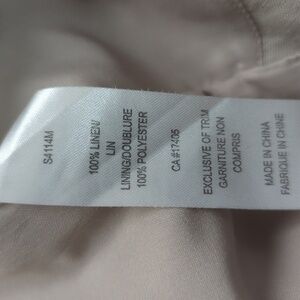 S4114M
100% LINEN/
LIN
LINING/DOUBLURE
100% POLYESTER
CA#17405
EXCLUSIVE OF TRIM
GARNITURE NON
COMPRIS
MADE IN CHINA
FABRIQUE IN CHINE